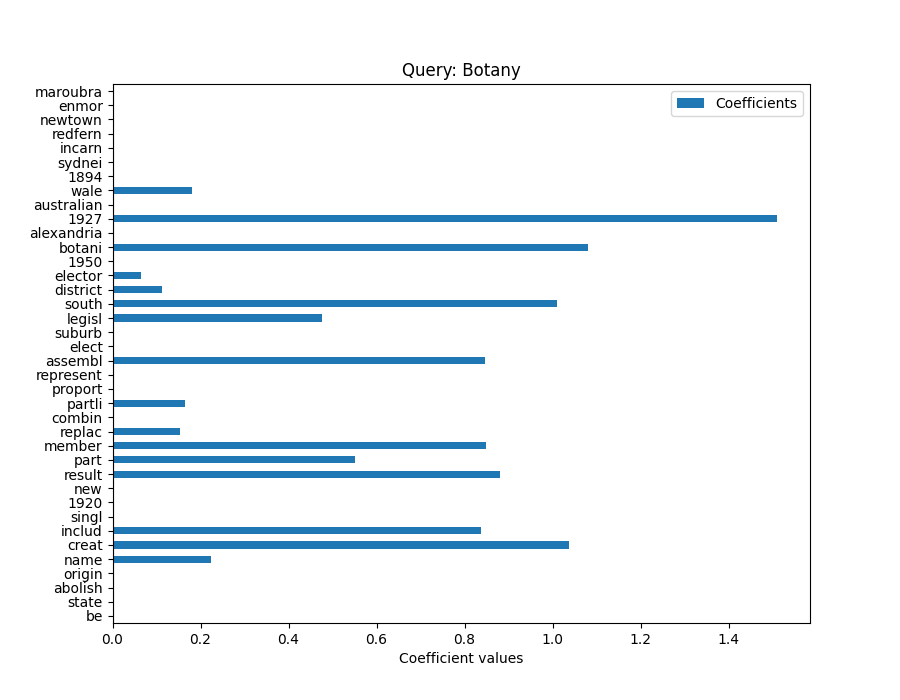 Query: Botany
Coefficients
maroubra
enmor
newtown
redfern
incarn
sydnei
1894
wale
australian
1927
alexandria
botani
1950
elector
district
south
legisl
suburb
elect
assembl
represent
proport
partli
combin
replac
member
part
result
new
1920
singl
includ
creat
name
origin
abolish
state
be
0.0 0.2 0.4 0.6 0.8 1.0 1.2 1.4
Coefficient values